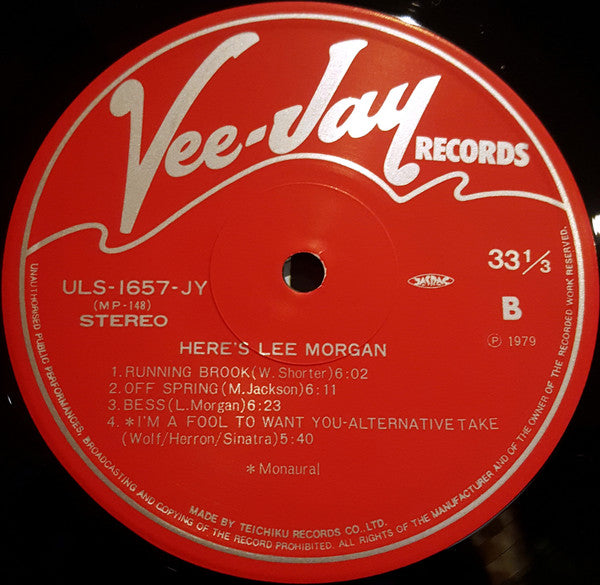 Vee-Jay
RECORDS
ULS-1657-JY
(MP-148)
STEREO
JASRAC
33 1/3
B
Ⓟ 1979
HERE'S LEE MORGAN
1.RUNNING BROOK(W. Shorter)6:02
2.OFF SPRING(M.Jackson)6:11
3.BESS(L.Morgan)6:23
4.*I'M A FOOL TO WANT YOU-ALTERNATIVE TAKE
(Wolf/Herron/Sinatra)5:40
*Monaural
MADE BY TEICHIKU RECORDS CO.,LTD.
UNAUTHORISED PUBLIC PERFORMANCES, BROADCASTING AND COPYING OF THE RECORD PROHIBITED. ALL RIGHTS OF THE MANUFACTURER AND OF THE OWNER OF THE RECORDED WORK RESERVED.